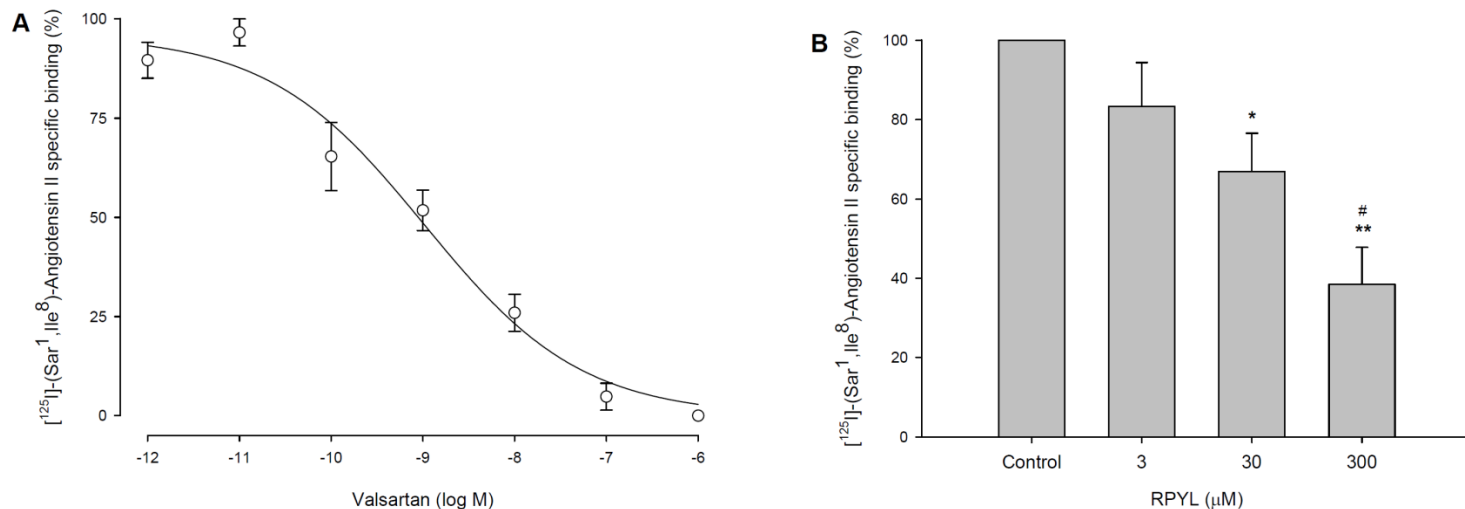 A
[¹²⁵I]-(Sar¹,Ile⁸)-Angiotensin II specific binding (%)
100
75
50
25
0
-12 -11 -10 -9 -8 -7 -6
Valsartan (log M)
B
[¹²⁵I]-(Sar¹,Ile⁸)-Angiotensin II specific binding (%)
100
80
60
40
20
0
*
#
**
Control 3 30 300
RPYL (μM)